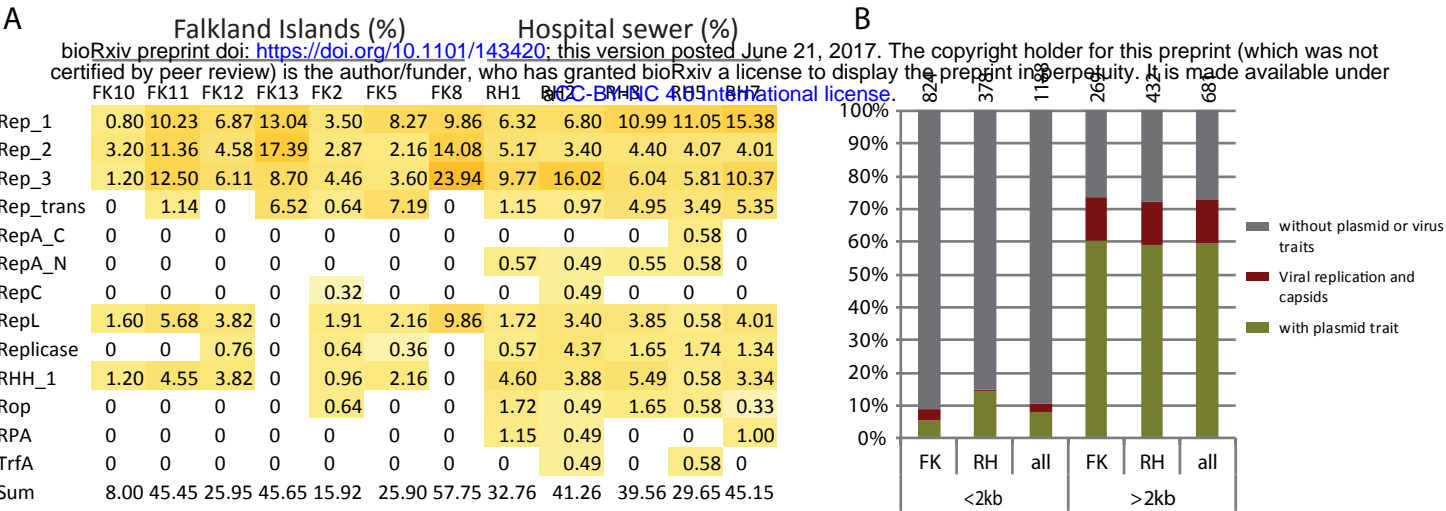 A
B
Falkland Islands (%) Hospital sewer (%)
bioRxiv preprint doi: https://doi.org/10.1101/143420; this version posted June 21, 2017. The copyright holder for this preprint (which was not
certified by peer review) is the author/funder, who has granted bioRxiv a license to display the preprint in perpetuity. It is made available under
aCC-BY-NC 4.0 International license.
FK10 FK11 FK12 FK13 FK2 FK5 FK8 RH1 RH2 RH3 RH5 RH7
Rep_1 0.80 10.23 6.87 13.04 3.50 8.27 9.86 6.32 6.80 10.99 11.05 15.38
Rep_2 3.20 11.36 4.58 17.39 2.87 2.16 14.08 5.17 3.40 4.40 4.07 4.01
Rep_3 1.20 12.50 6.11 8.70 4.46 3.60 23.94 9.77 16.02 6.04 5.81 10.37
Rep_trans 0 1.14 0 6.52 0.64 7.19 0 1.15 0.97 4.95 3.49 5.35
RepA_C 0 0 0 0 0 0 0 0 0 0 0.58 0
RepA_N 0 0 0 0 0 0 0 0.57 0.49 0.55 0.58 0
RepC 0 0 0 0 0.32 0 0 0 0.49 0 0 0
RepL 1.60 5.68 3.82 0 1.91 2.16 9.86 1.72 3.40 3.85 0.58 4.01
Replicase 0 0 0.76 0 0.64 0.36 0 0.57 4.37 1.65 1.74 1.34
RHH_1 1.20 4.55 3.82 0 0.96 2.16 0 4.60 3.88 5.49 0.58 3.34
Rop 0 0 0 0 0.64 0 0 1.72 0.49 1.65 0.58 0.33
RPA 0 0 0 0 0 0 0 1.15 0.49 0 0 1.00
TrfA 0 0 0 0 0 0 0 0 0.49 0 0.58 0
Sum 8.00 45.45 25.95 45.65 15.92 25.90 57.75 32.76 41.26 39.56 29.65 45.15
824 378 1188 269 432 681
100%
90%
80%
70%
60%
50%
40%
30%
20%
10%
0%
FK RH all FK RH all
<2kb >2kb
without plasmid or virus
traits
Viral replication and
capsids
with plasmid trait